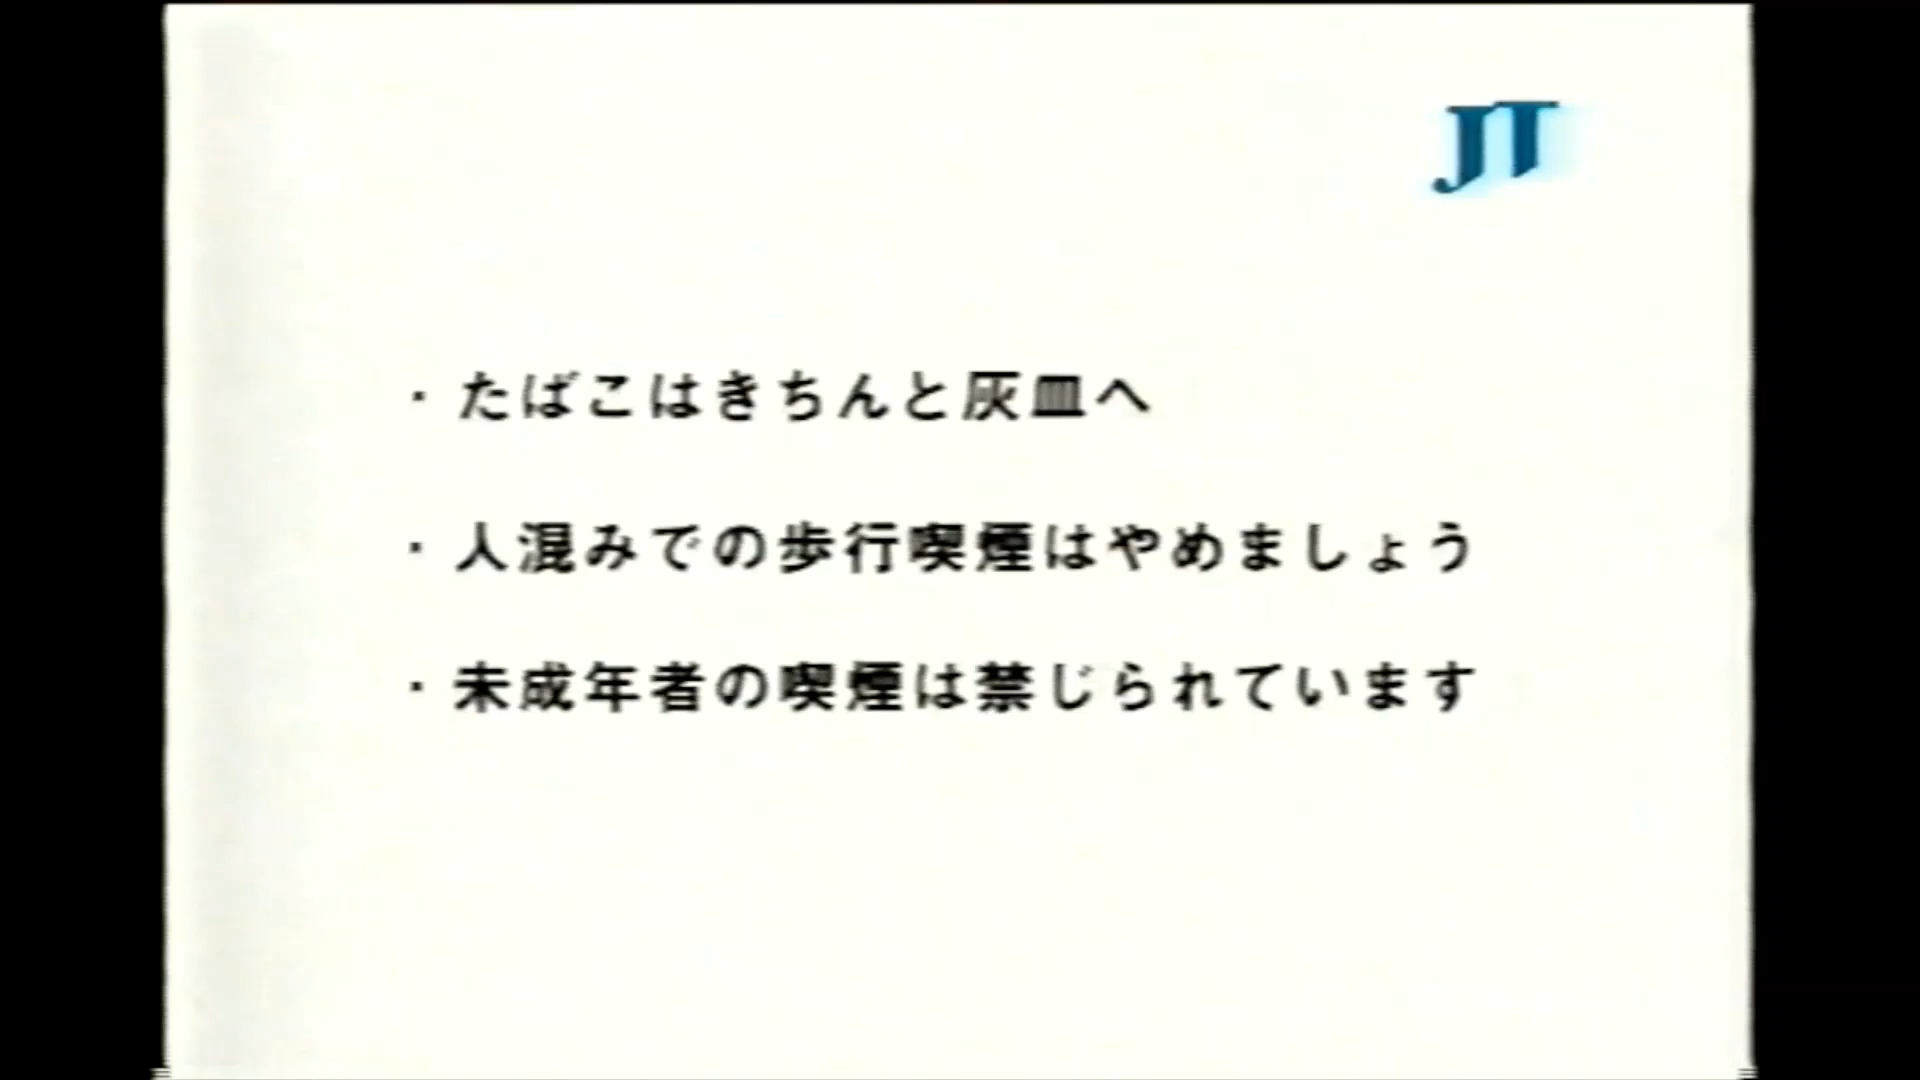 JT
・たばこはきちんと灰皿へ
・人混みでの歩行喫煙はやめましょう
・未成年者の喫煙は禁じられています